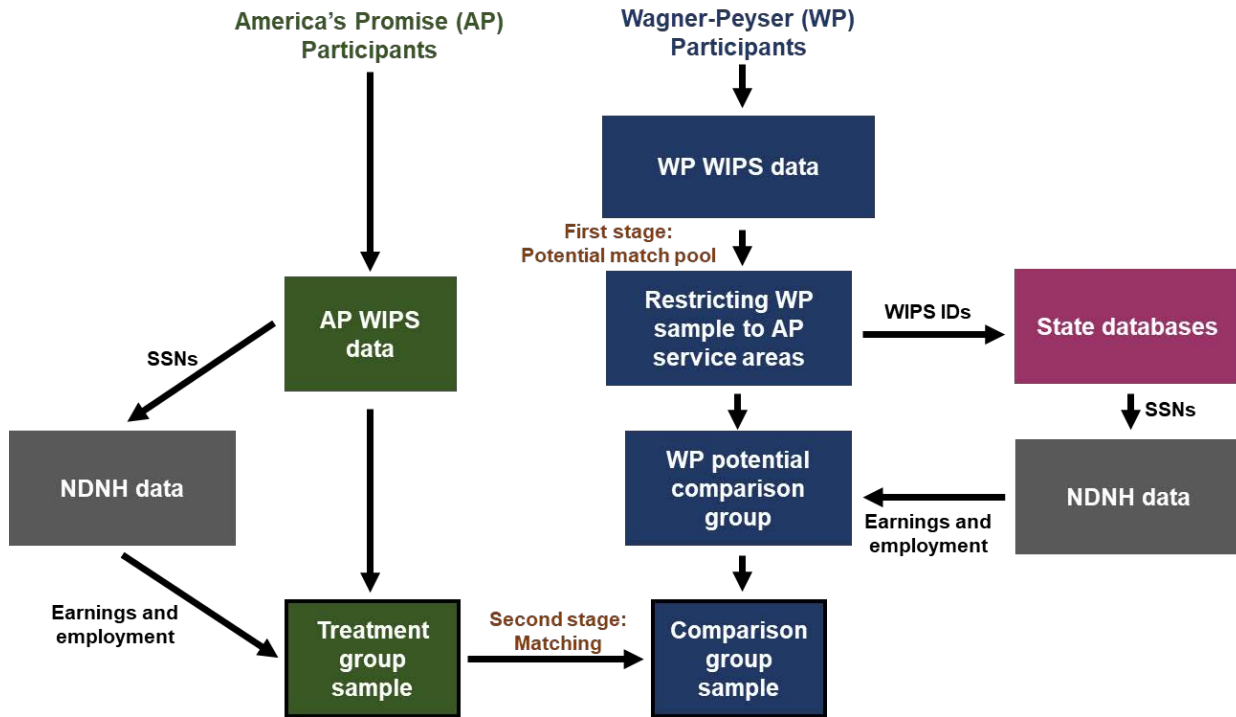 America's Promise (AP)
Participants
Wagner-Peyser (WP)
Participants
WP WIPS data
First stage:
Potential match pool
AP WIPS
data
Restricting WP
sample to AP
service areas
WIPS IDs
State databases
SSNs
SSNs
NDNH data
WP potential
comparison
group
NDNH data
Earnings and
employment
Earnings and
employment
Treatment
group
sample
Second stage:
Matching
Comparison
group
sample